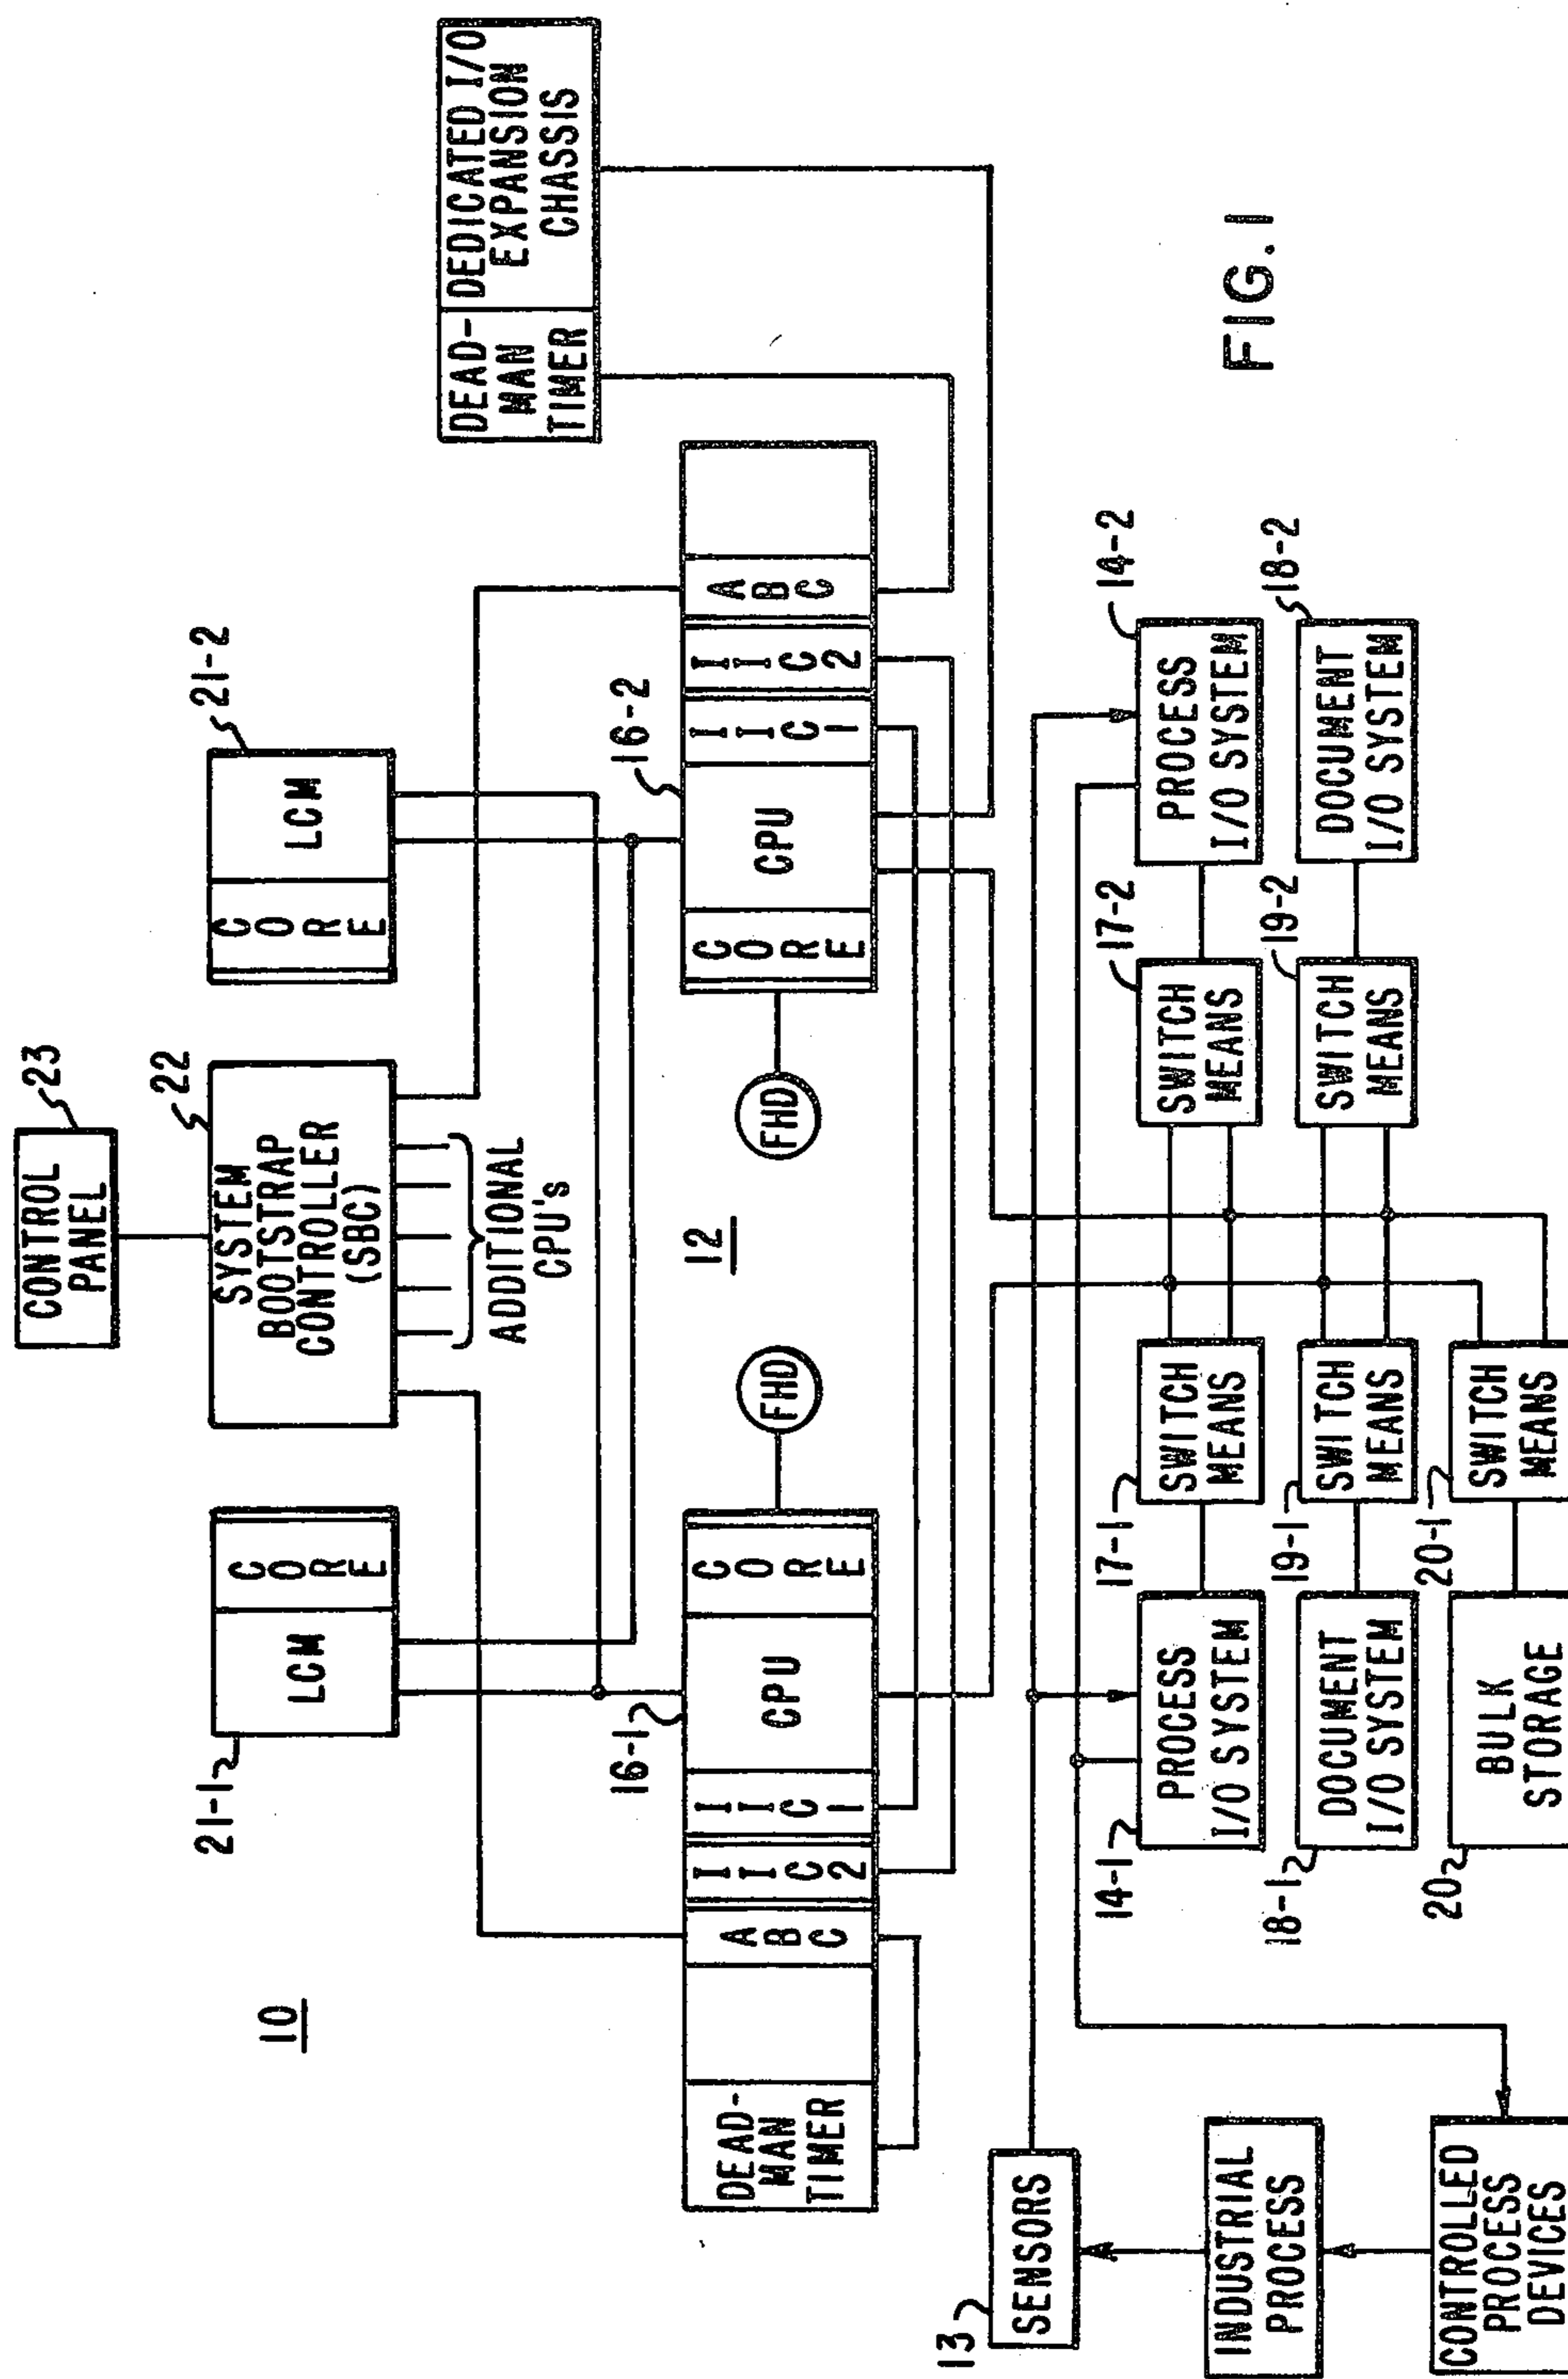 CONTROL
PANEL
23
SYSTEM
BOOTSTRAP
CONTROLLER
(SBC)
22
ADDITIONAL
CPU's
10
21-1
LCM
CORE
21-2
CORE
LCM
DEAD-
MAN
TIMER
DEDICATED I/O
EXPANSION
CHASSIS
12
16-1
DEAD-
MAN
TIMER
ABC
IIC2
IIC1
CPU
CORE
FHD
FHD
16-2
CORE
CPU
IIC1
IIC2
ABC
13
SENSORS
INDUSTRIAL
PROCESS
CONTROLLED
PROCESS
DEVICES
14-1
PROCESS
I/O SYSTEM
17-1
SWITCH
MEANS
17-2
SWITCH
MEANS
14-2
PROCESS
I/O SYSTEM
18-1
DOCUMENT
I/O SYSTEM
19-1
SWITCH
MEANS
19-2
SWITCH
MEANS
18-2
DOCUMENT
I/O SYSTEM
20
BULK
STORAGE
20-1
SWITCH
MEANS
FIG.1